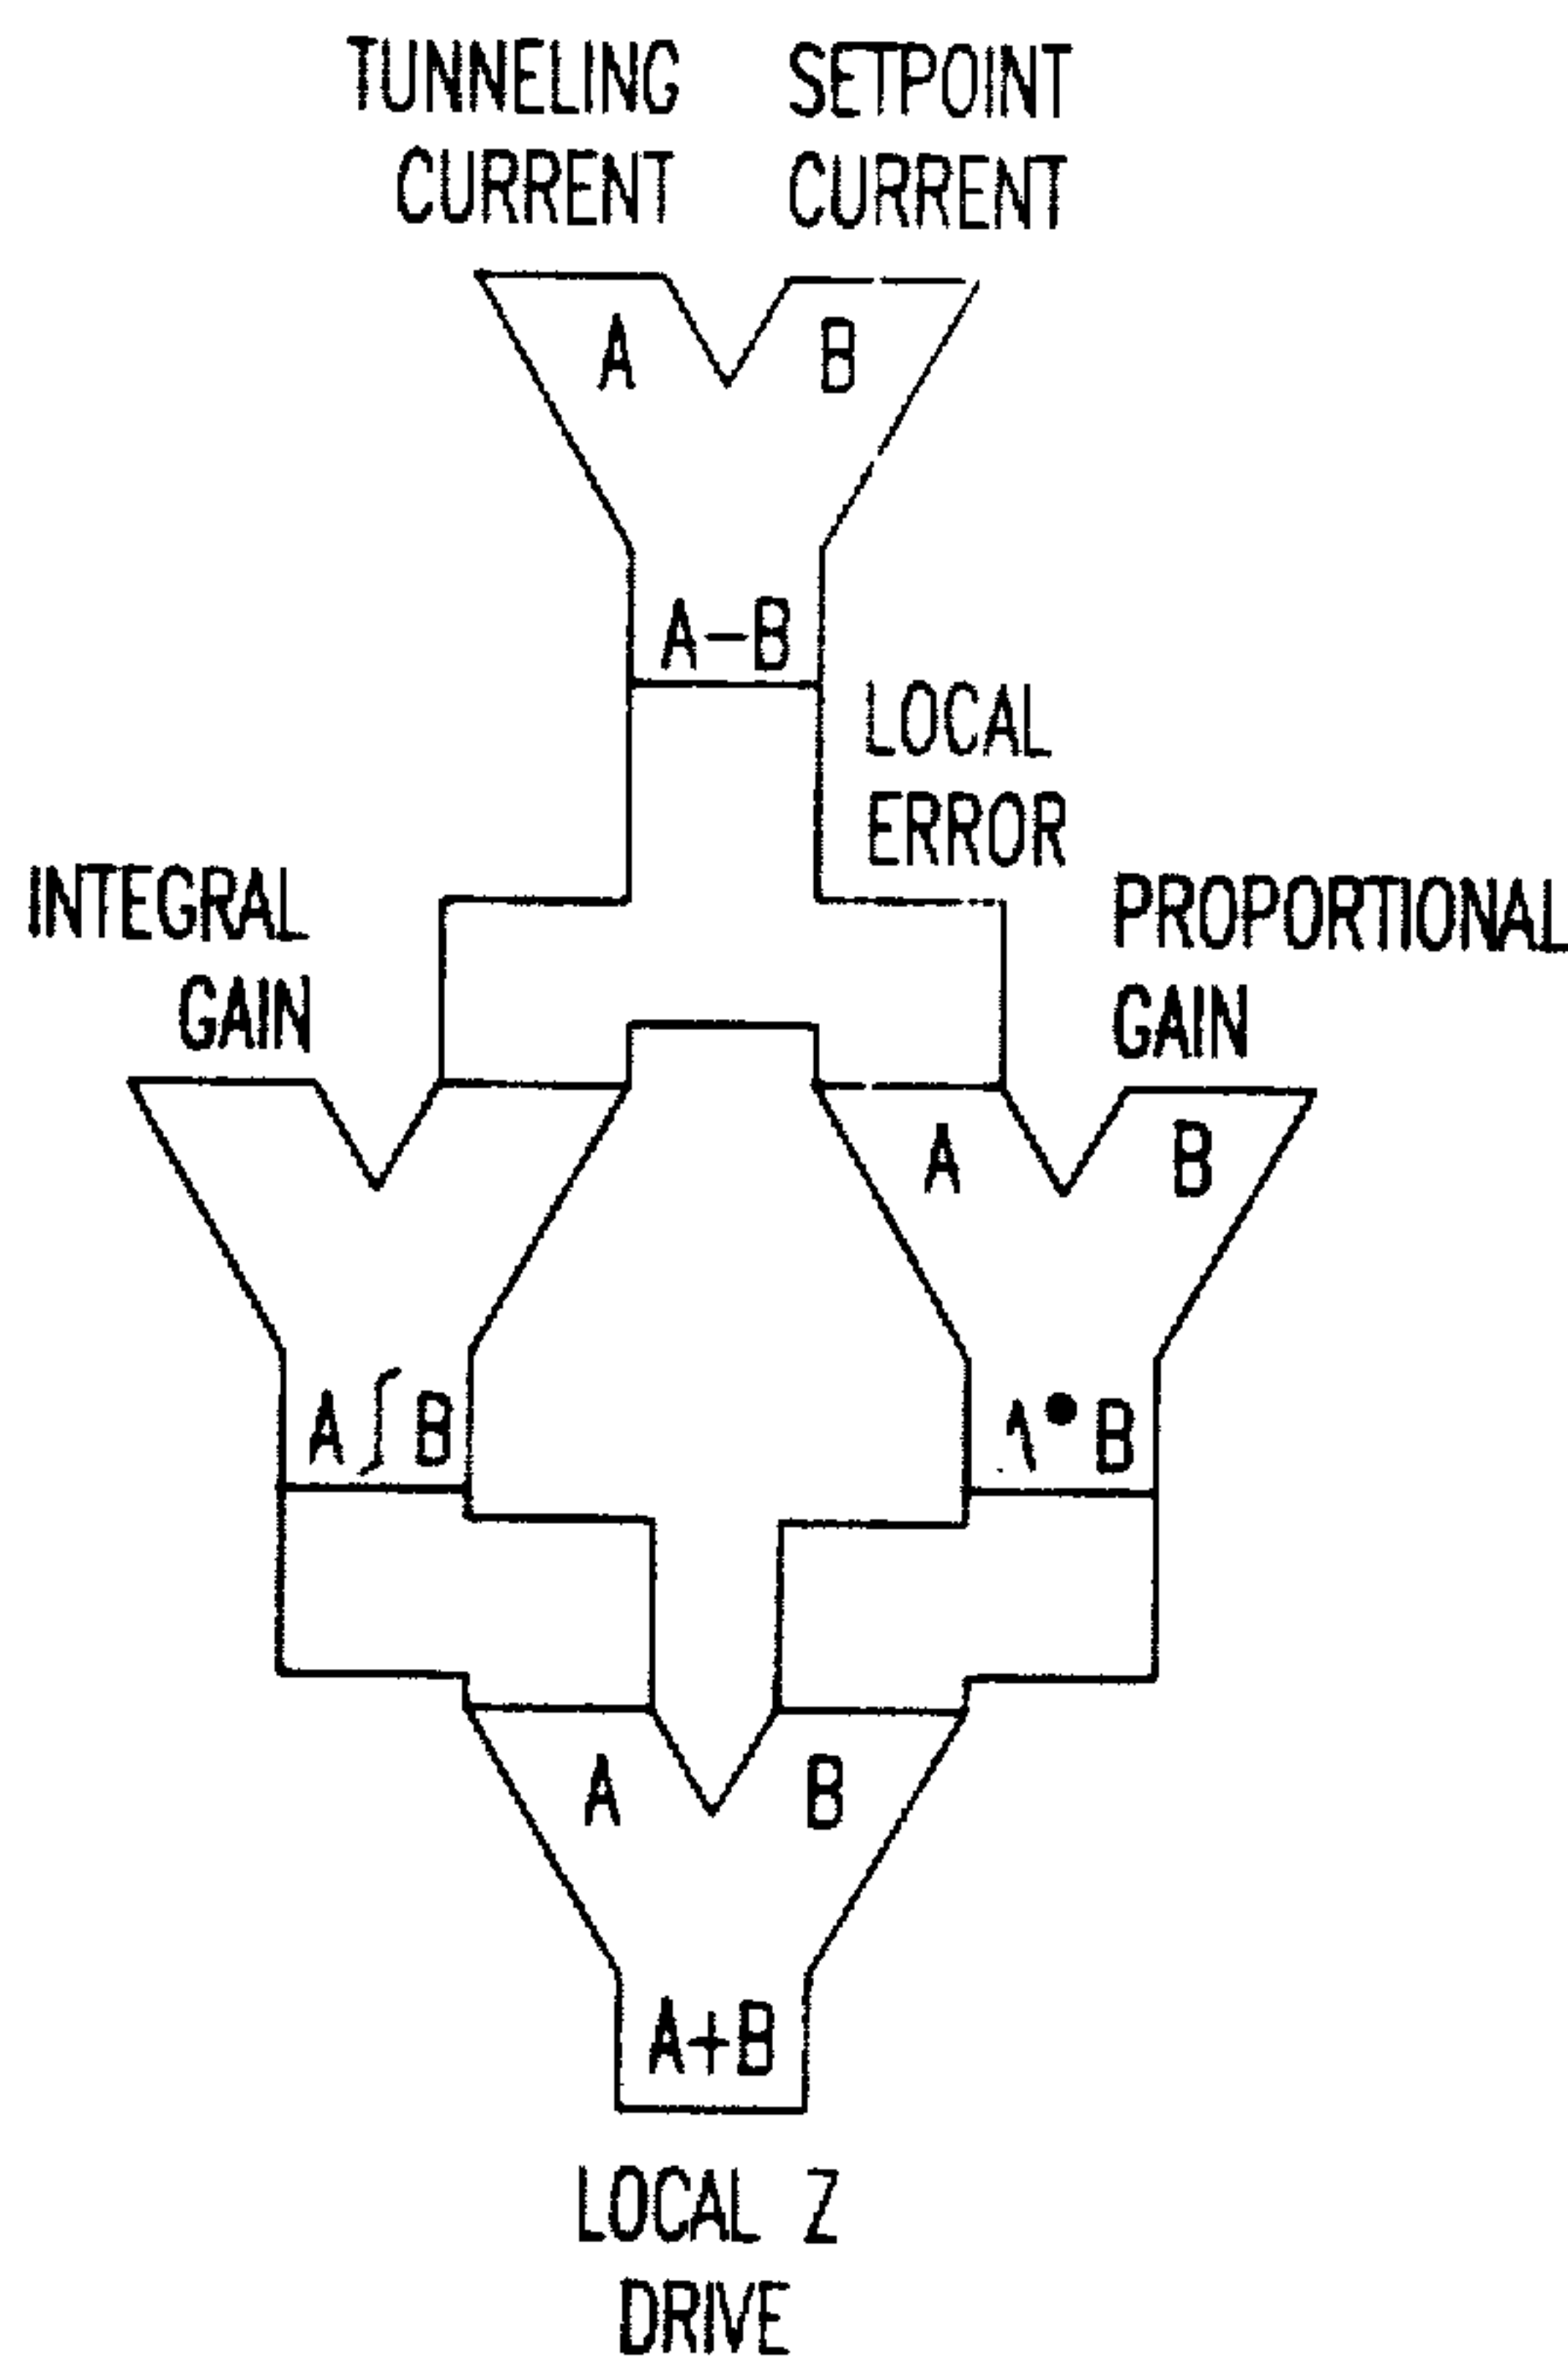 TUNNELING SETPOINT
CURRENT CURRENT
A B
A-B
LOCAL
ERROR
INTEGRAL
GAIN
PROPORTIONAL
GAIN
A B
A∫B
A•B
A B
A+B
LOCAL Z
DRIVE